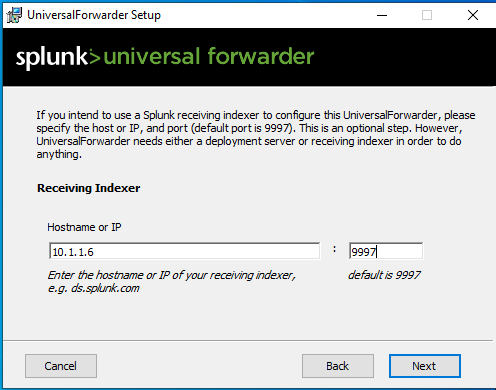 UniversalForwarder Setup
splunk>universal forwarder
If you intend to use a Splunk receiving indexer to configure this UniversalForwarder, please
specify the host or IP, and port (default port is 9997). This is an optional step. However,
UniversalForwarder needs either a deployment server or receiving indexer in order to do
anything.
Receiving Indexer
Hostname or IP
10.1.1.6 : 9997
Enter the hostname or IP of your receiving indexer, default is 9997
e.g. ds.splunk.com
Cancel Back Next